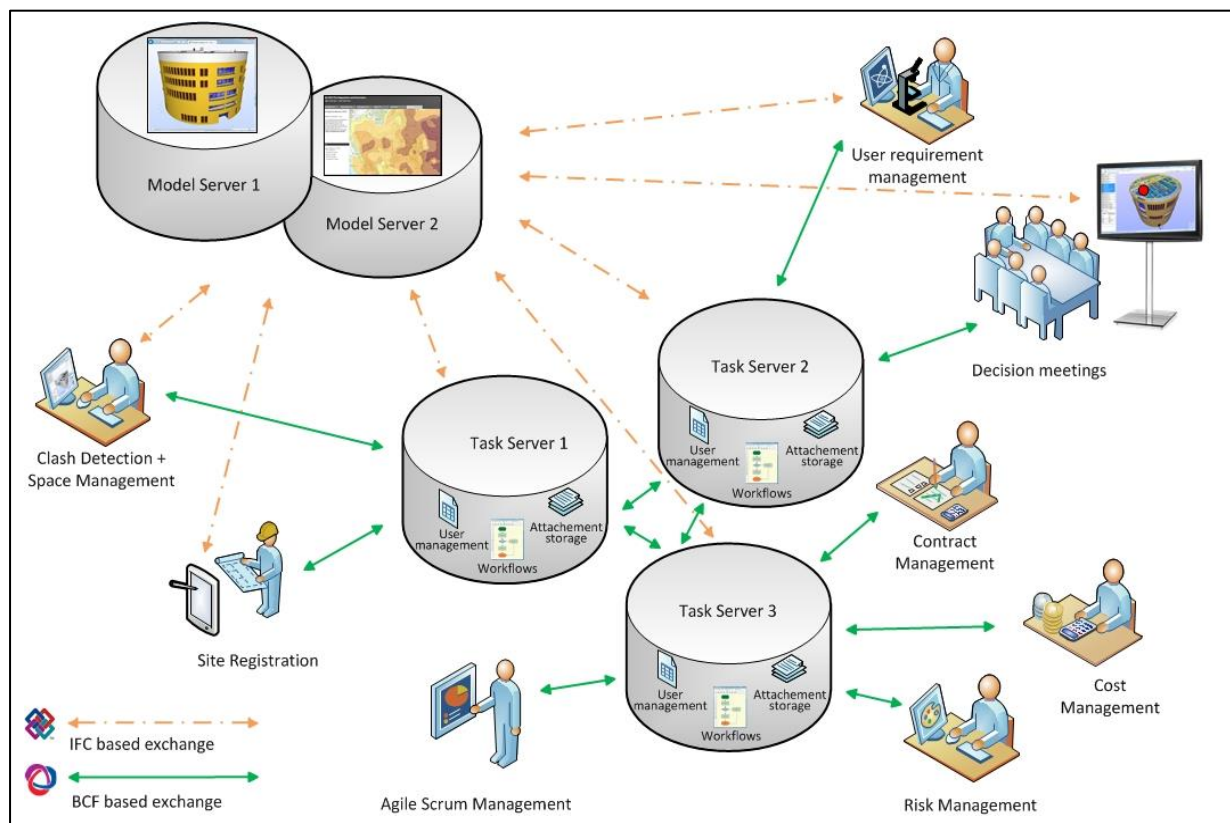 Model Server 1
Model Server 2
User requirement
management
Decision meetings
Task Server 2
User
management
Attachement
storage
Workflows
Clash Detection +
Space Management
Task Server 1
User
management
Attachement
storage
Workflows
Contract
Management
Site Registration
Task Server 3
User
management
Attachement
storage
Workflows
Cost
Management
IFC based exchange
BCF based exchange
Agile Scrum Management
Risk Management